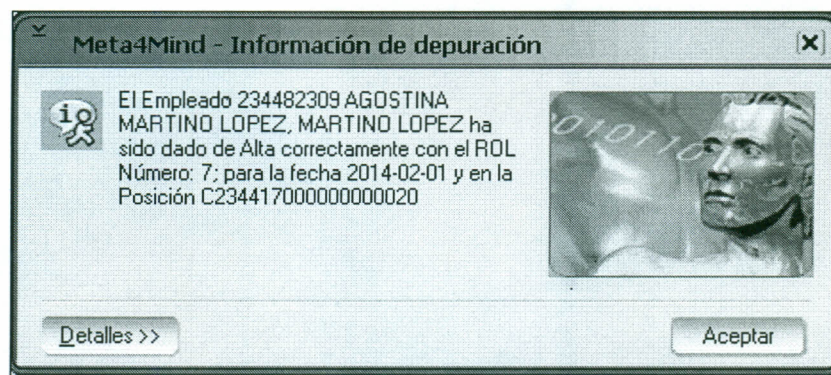 Meta4Mind - Información de depuración
El Empleado 234482309 AGOSTINA
MARTINO LOPEZ, MARTINO LOPEZ ha
sido dado de Alta correctamente con el ROL
Número: 7; para la fecha 2014-02-01 y en la
Posición C234417000000000020
0010110
Detalles >>
Aceptar